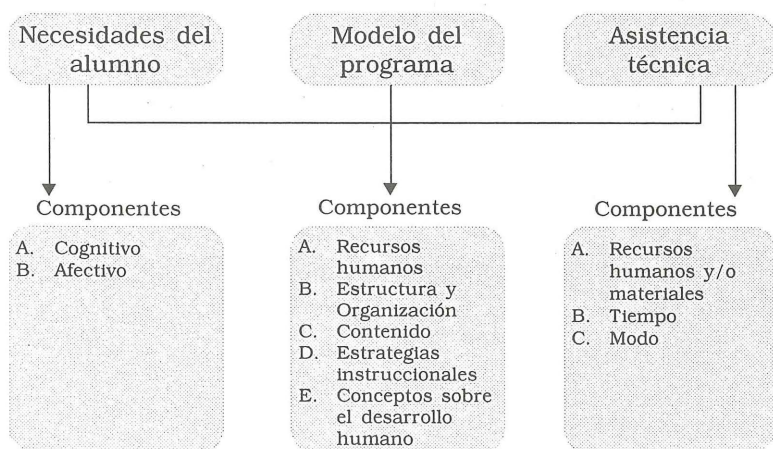 Necesidades del
alumno
Modelo del
programa
Asistencia
técnica
Componentes
A. Cognitivo
B. Afectivo
Componentes
A. Recursos
humanos
B. Estructura y
Organización
C. Contenido
D. Estrategias
instruccionales
E. Conceptos sobre
el desarrollo
humano
Componentes
A. Recursos
humanos y/o
materiales
B. Tiempo
C. Modo